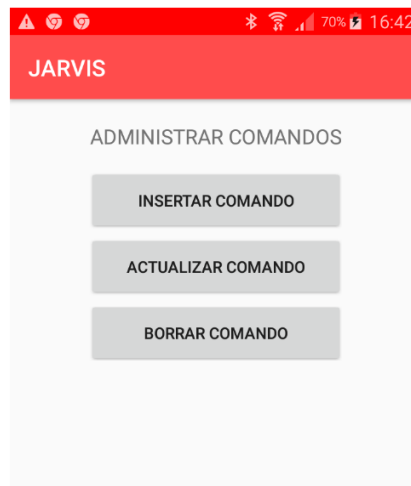 70% 16:42
JARVIS
ADMINISTRAR COMANDOS
INSERTAR COMANDO
ACTUALIZAR COMANDO
BORRAR COMANDO